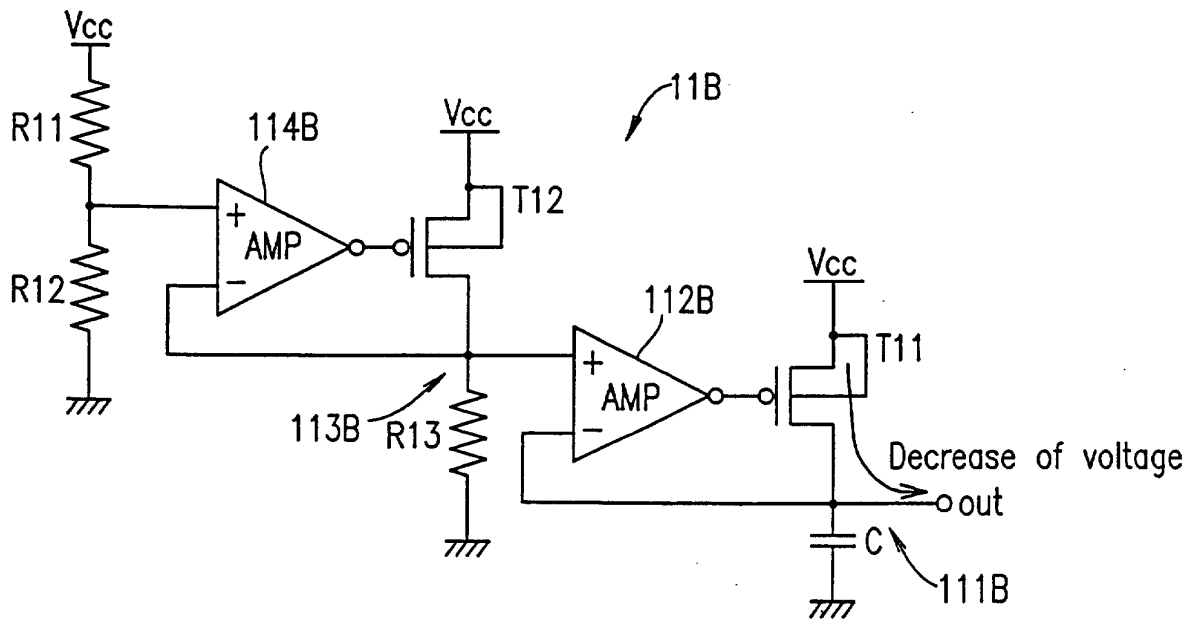 Vcc
11B
R11
114B
Vcc
+
AMP
T12
R12
−
Vcc
112B
+
AMP
T11
113B
R13
−
Decrease of voltage
out
C
111B